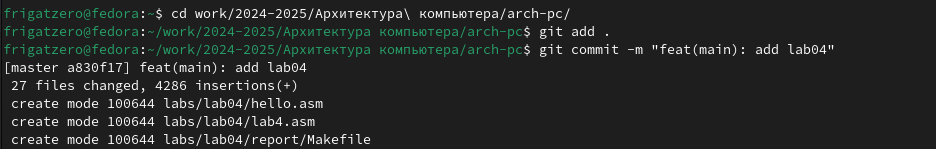 frigatzero@fedora:~$ cd work/2024-2025/Архитектура\ компьютера/arch-pc/
frigatzero@fedora:~/work/2024-2025/Архитектура компьютера/arch-pc$ git add .
frigatzero@fedora:~/work/2024-2025/Архитектура компьютера/arch-pc$ git commit -m "feat(main): add lab04"
[master a830f17] feat(main): add lab04
 27 files changed, 4286 insertions(+)
 create mode 100644 labs/lab04/hello.asm
 create mode 100644 labs/lab04/lab4.asm
 create mode 100644 labs/lab04/report/Makefile